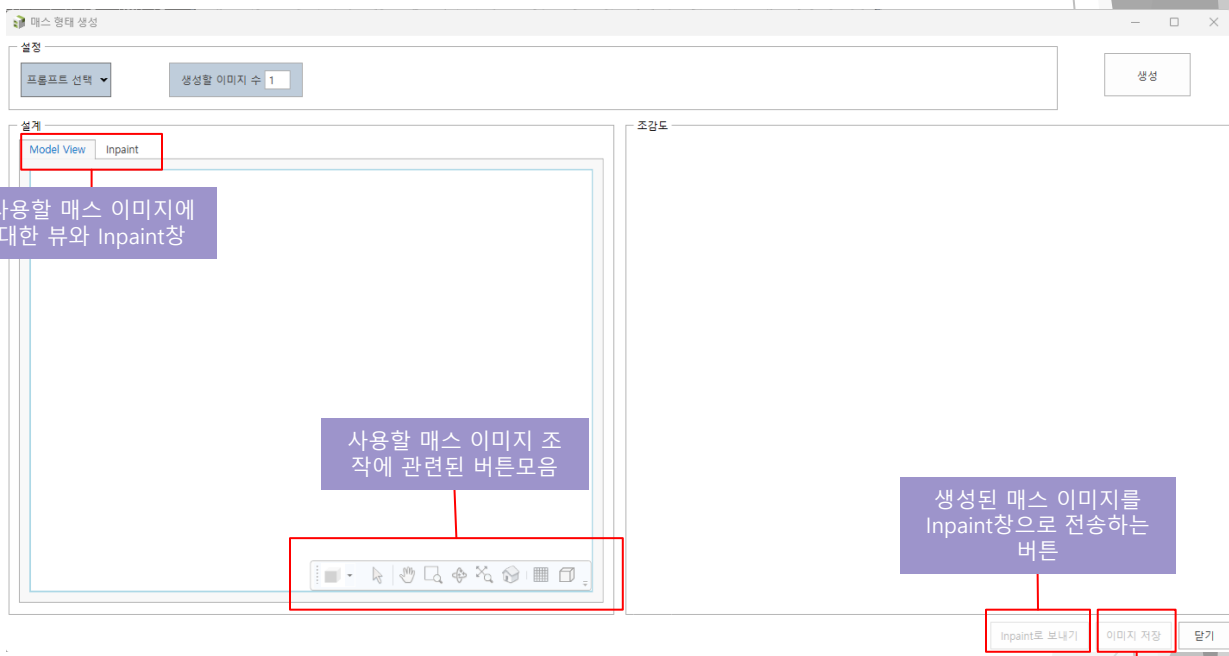 매스 형태 생성
설정
프롬프트 선택
생성할 이미지 수 1
생성
설계
조감도
Model View Inpaint
사용할 매스 이미지에
대한 뷰와 Inpaint창
사용할 매스 이미지 조
작에 관련된 버튼모음
생성된 매스 이미지를
Inpaint창으로 전송하는
버튼
Inpaint로 보내기
이미지 저장
닫기